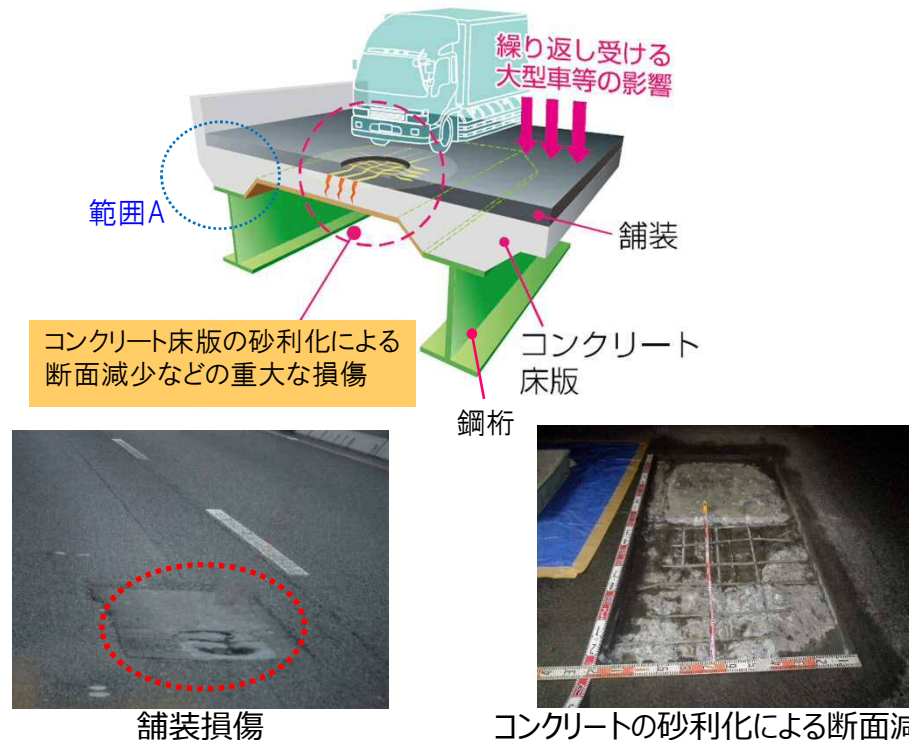 繰り返し受ける
大型車等の影響
範囲A
舗装
コンクリート床版の砂利化による
断面減少などの重大な損傷
コンクリート
床版
鋼桁
舗装損傷
コンクリートの砂利化による断面減